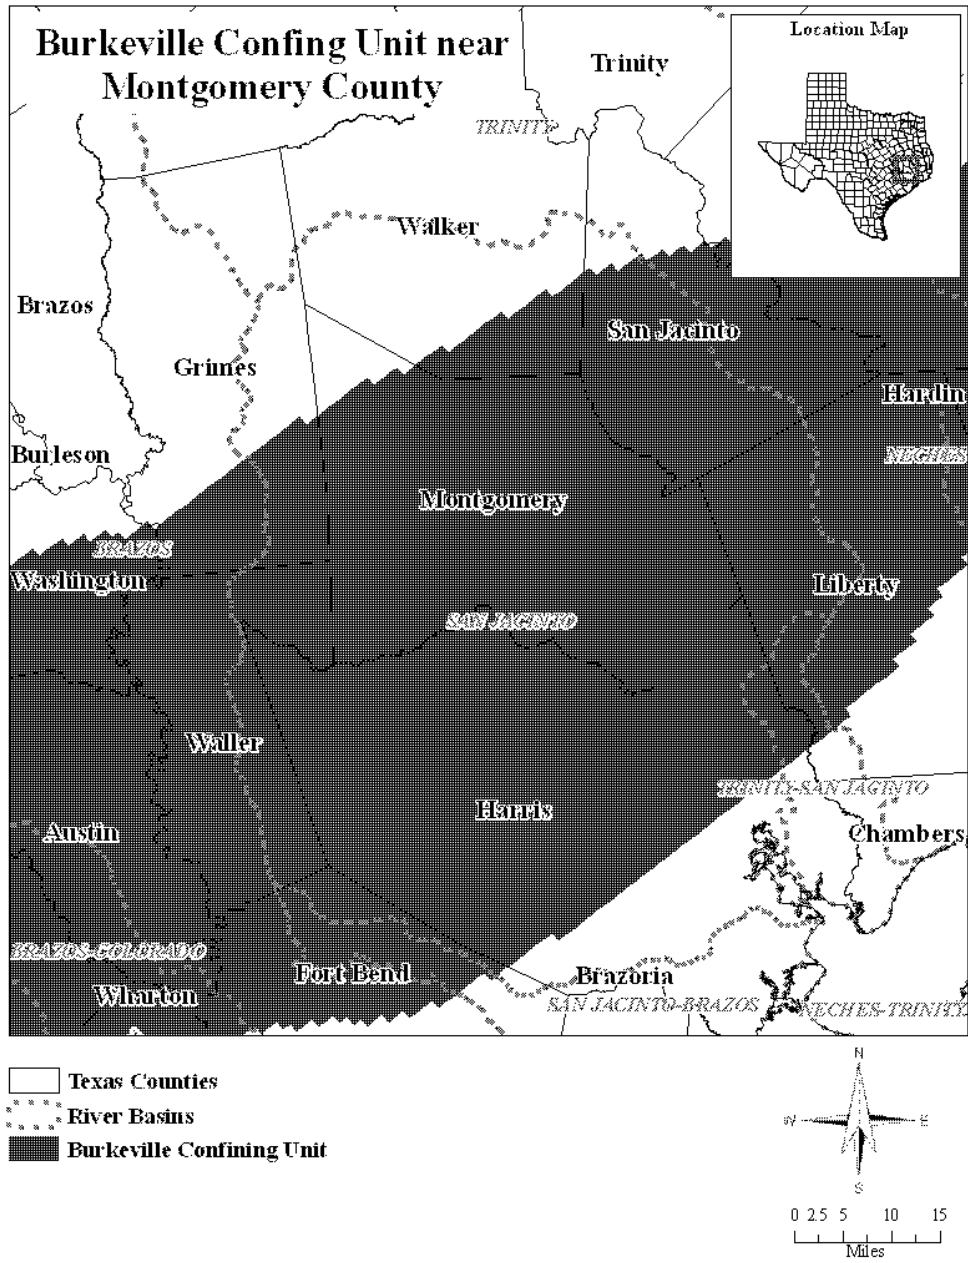 Burkeville Confing Unit near
Montgomery County
Location Map
Trinity
TRINITY
Walker
Brazos
San Jacinto
Grimes
Hardin
Burleson
NECHES
Montgomery
BRAZOS
Washington
Liberty
SAN JACINTO
Waller
TRINITY-SAN JACINTO
Harris
Austin
Chambers
BRAZOS-COLORADO
Fort Bend
Brazoria
Wharton
SAN JACINTO-BRAZOS
NECHES-TRINITY
Texas Counties
River Basins
Burkeville Confining Unit
N
W
E
S
0 2.5 5 10 15
Miles